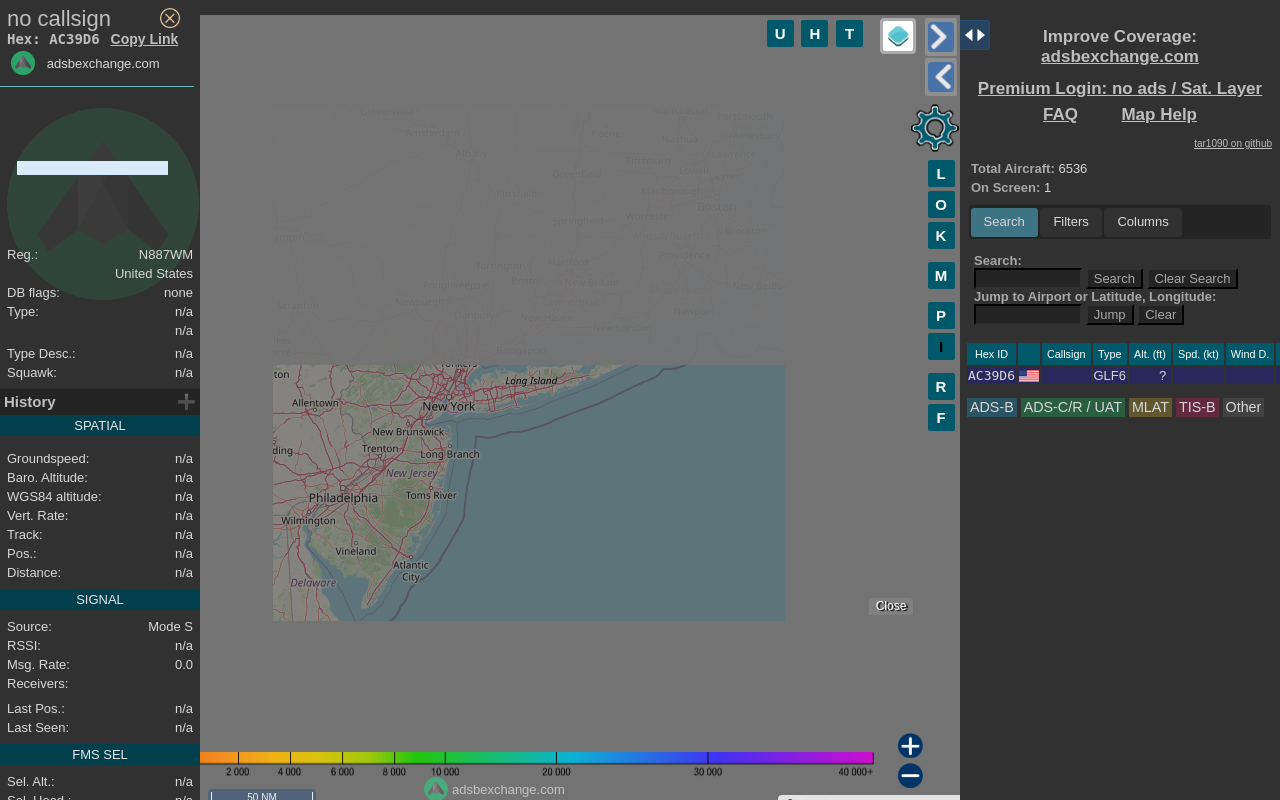 no callsign
Hex: AC39D6 Copy Link
adsbexchange.com
Reg.: N887WM
United States
DB flags: none
Type: n/a
n/a
Type Desc.: n/a
Squawk: n/a
History
SPATIAL
Groundspeed: n/a
Baro. Altitude: n/a
WGS84 altitude: n/a
Vert. Rate: n/a
Track: n/a
Pos.: n/a
Distance: n/a
SIGNAL
Source: Mode S
RSSI: n/a
Msg. Rate: 0.0
Receivers:
Last Pos.: n/a
Last Seen: n/a
FMS SEL
Sel. Alt.: n/a
U H T
L
O
K
M
P
I
R
F
Albany
Boston
Worcester
Springfield
Long Island
Allentown
New York
New Brunswick
Trenton
Long Branch
New Jersey
Philadelphia
Toms River
Wilmington
Vineland
Atlantic
City
Delaware
Close
2 000 4 000 6 000 8 000 10 000 20 000 30 000 40 000+
adsbexchange.com
50 NM
Improve Coverage:
adsbexchange.com
Premium Login: no ads / Sat. Layer
FAQ Map Help
tar1090 on github
Total Aircraft: 6536
On Screen: 1
Search Filters Columns
Search:
Search Clear Search
Jump to Airport or Latitude, Longitude:
Jump Clear
Hex ID Callsign Type Alt. (ft) Spd. (kt) Wind D.
AC39D6 GLF6 ?
ADS-B ADS-C/R / UAT MLAT TIS-B Other